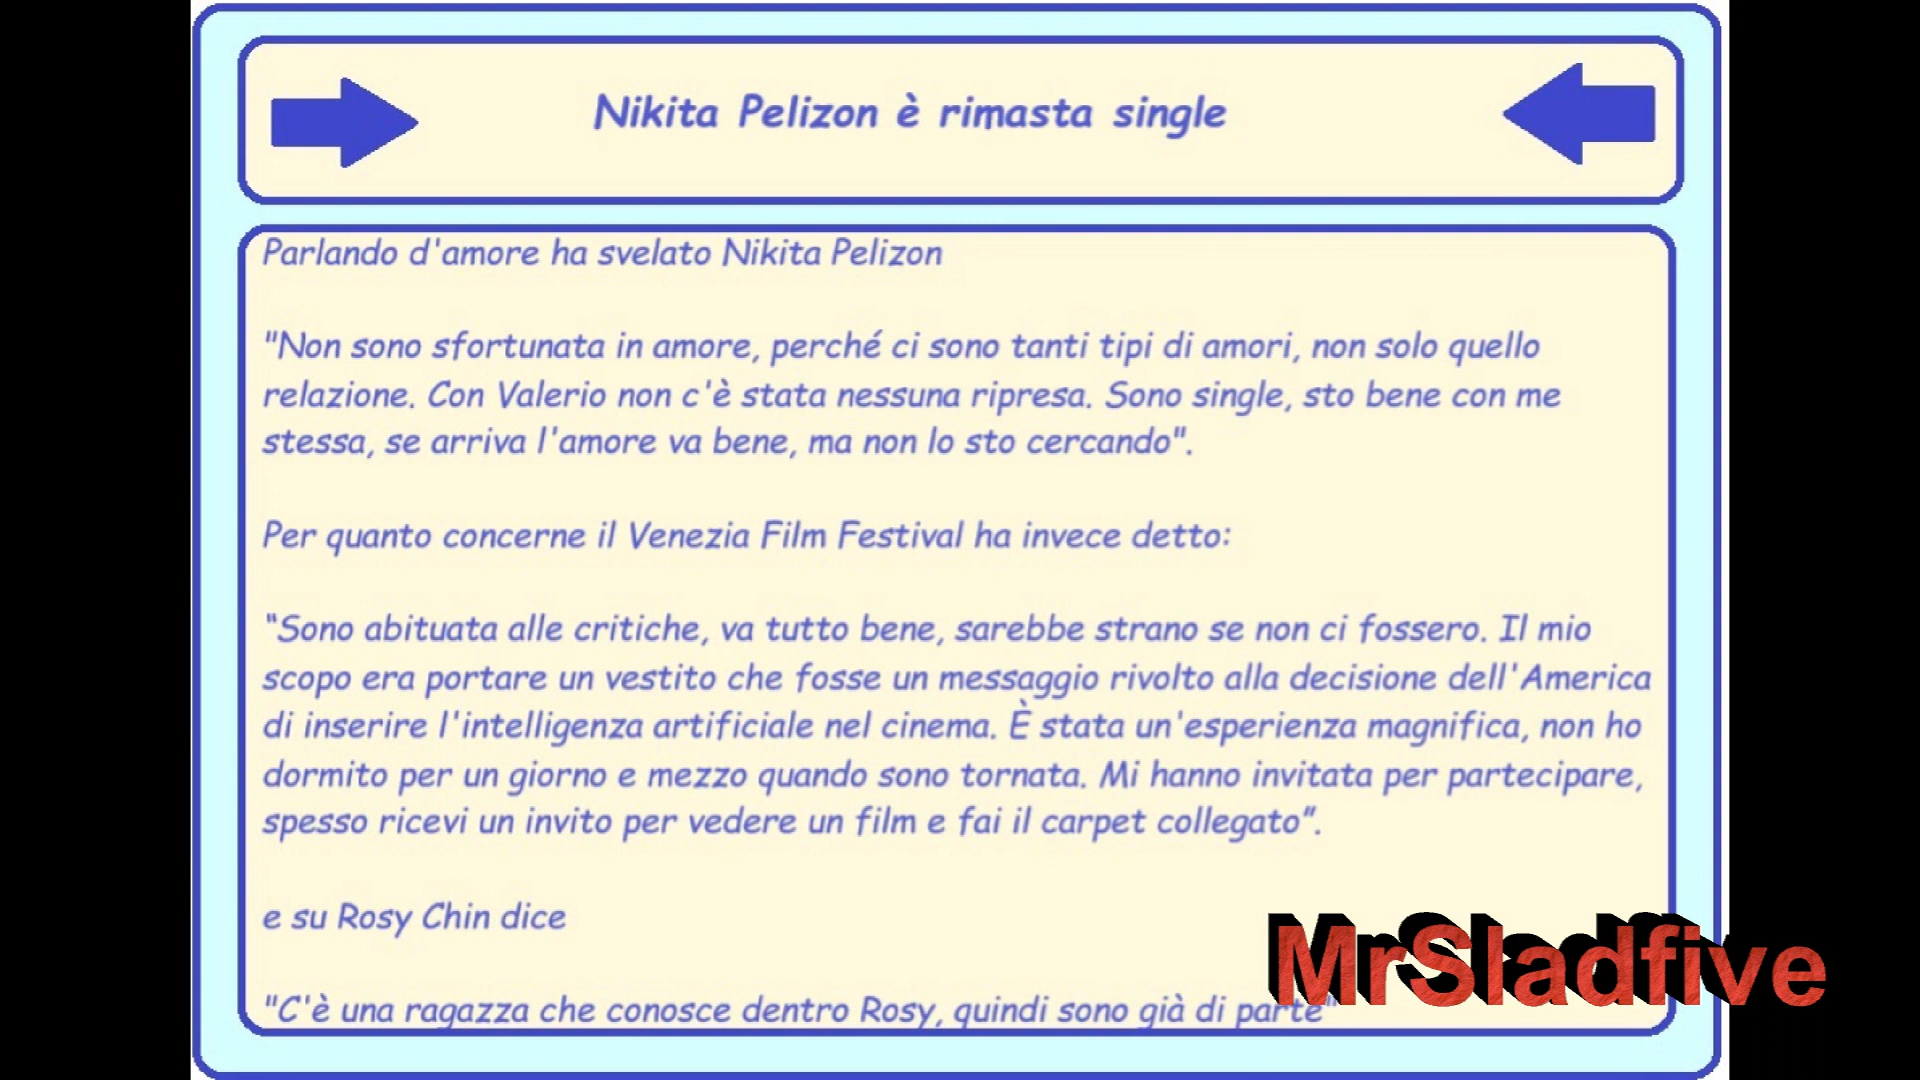 Nikita Pelizon è rimasta single
Parlando d'amore ha svelato Nikita Pelizon
"Non sono sfortunata in amore, perché ci sono tanti tipi di amori, non solo quello
relazione. Con Valerio non c'è stata nessuna ripresa. Sono single, sto bene con me
stessa, se arriva l'amore va bene, ma non lo sto cercando".
Per quanto concerne il Venezia Film Festival ha invece detto:
“Sono abituata alle critiche, va tutto bene, sarebbe strano se non ci fossero. Il mio
scopo era portare un vestito che fosse un messaggio rivolto alla decisione dell'America
di inserire l'intelligenza artificiale nel cinema. È stata un'esperienza magnifica, non ho
dormito per un giorno e mezzo quando sono tornata. Mi hanno invitata per partecipare,
spesso ricevi un invito per vedere un film e fai il carpet collegato”.
e su Rosy Chin dice
"C'è una ragazza che conosce dentro Rosy, quindi sono già di parte"
MrSladfive